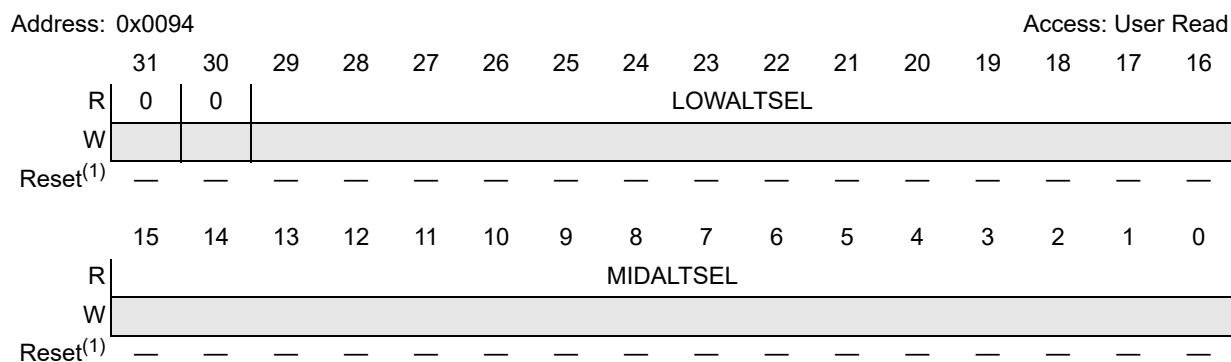 Address: 0x0094 Access: User Read
31 30 29 28 27 26 25 24 23 22 21 20 19 18 17 16
R 0 0 LOWALTSEL
W
Reset(1) — — — — — — — — — — — — — — — —
15 14 13 12 11 10 9 8 7 6 5 4 3 2 1 0
R MIDALTSEL
W
Reset(1) — — — — — — — — — — — — — — — —